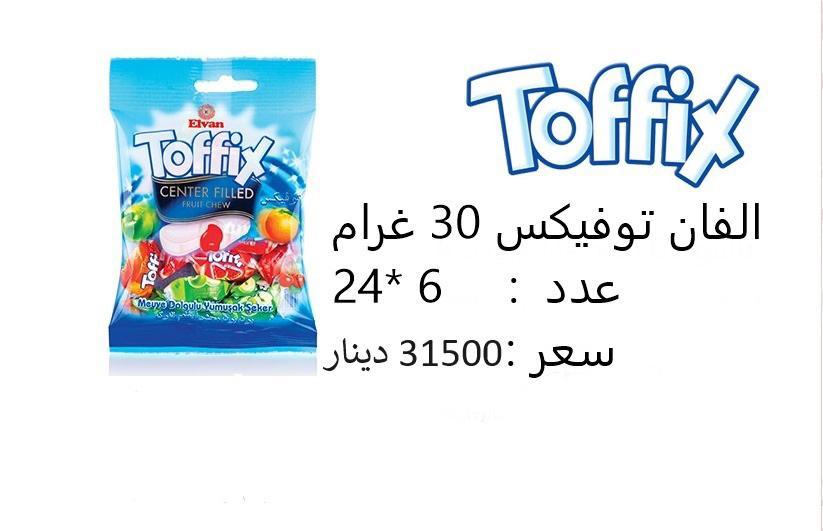 Elvan
Toffix
CENTER FILLED
FRUIT CHEW
Meyve Dolgulu Yumuşak Şeker
Toffix
الفان توفيكس 30 غرام
عدد : 6 *24
سعر :31500 دينار